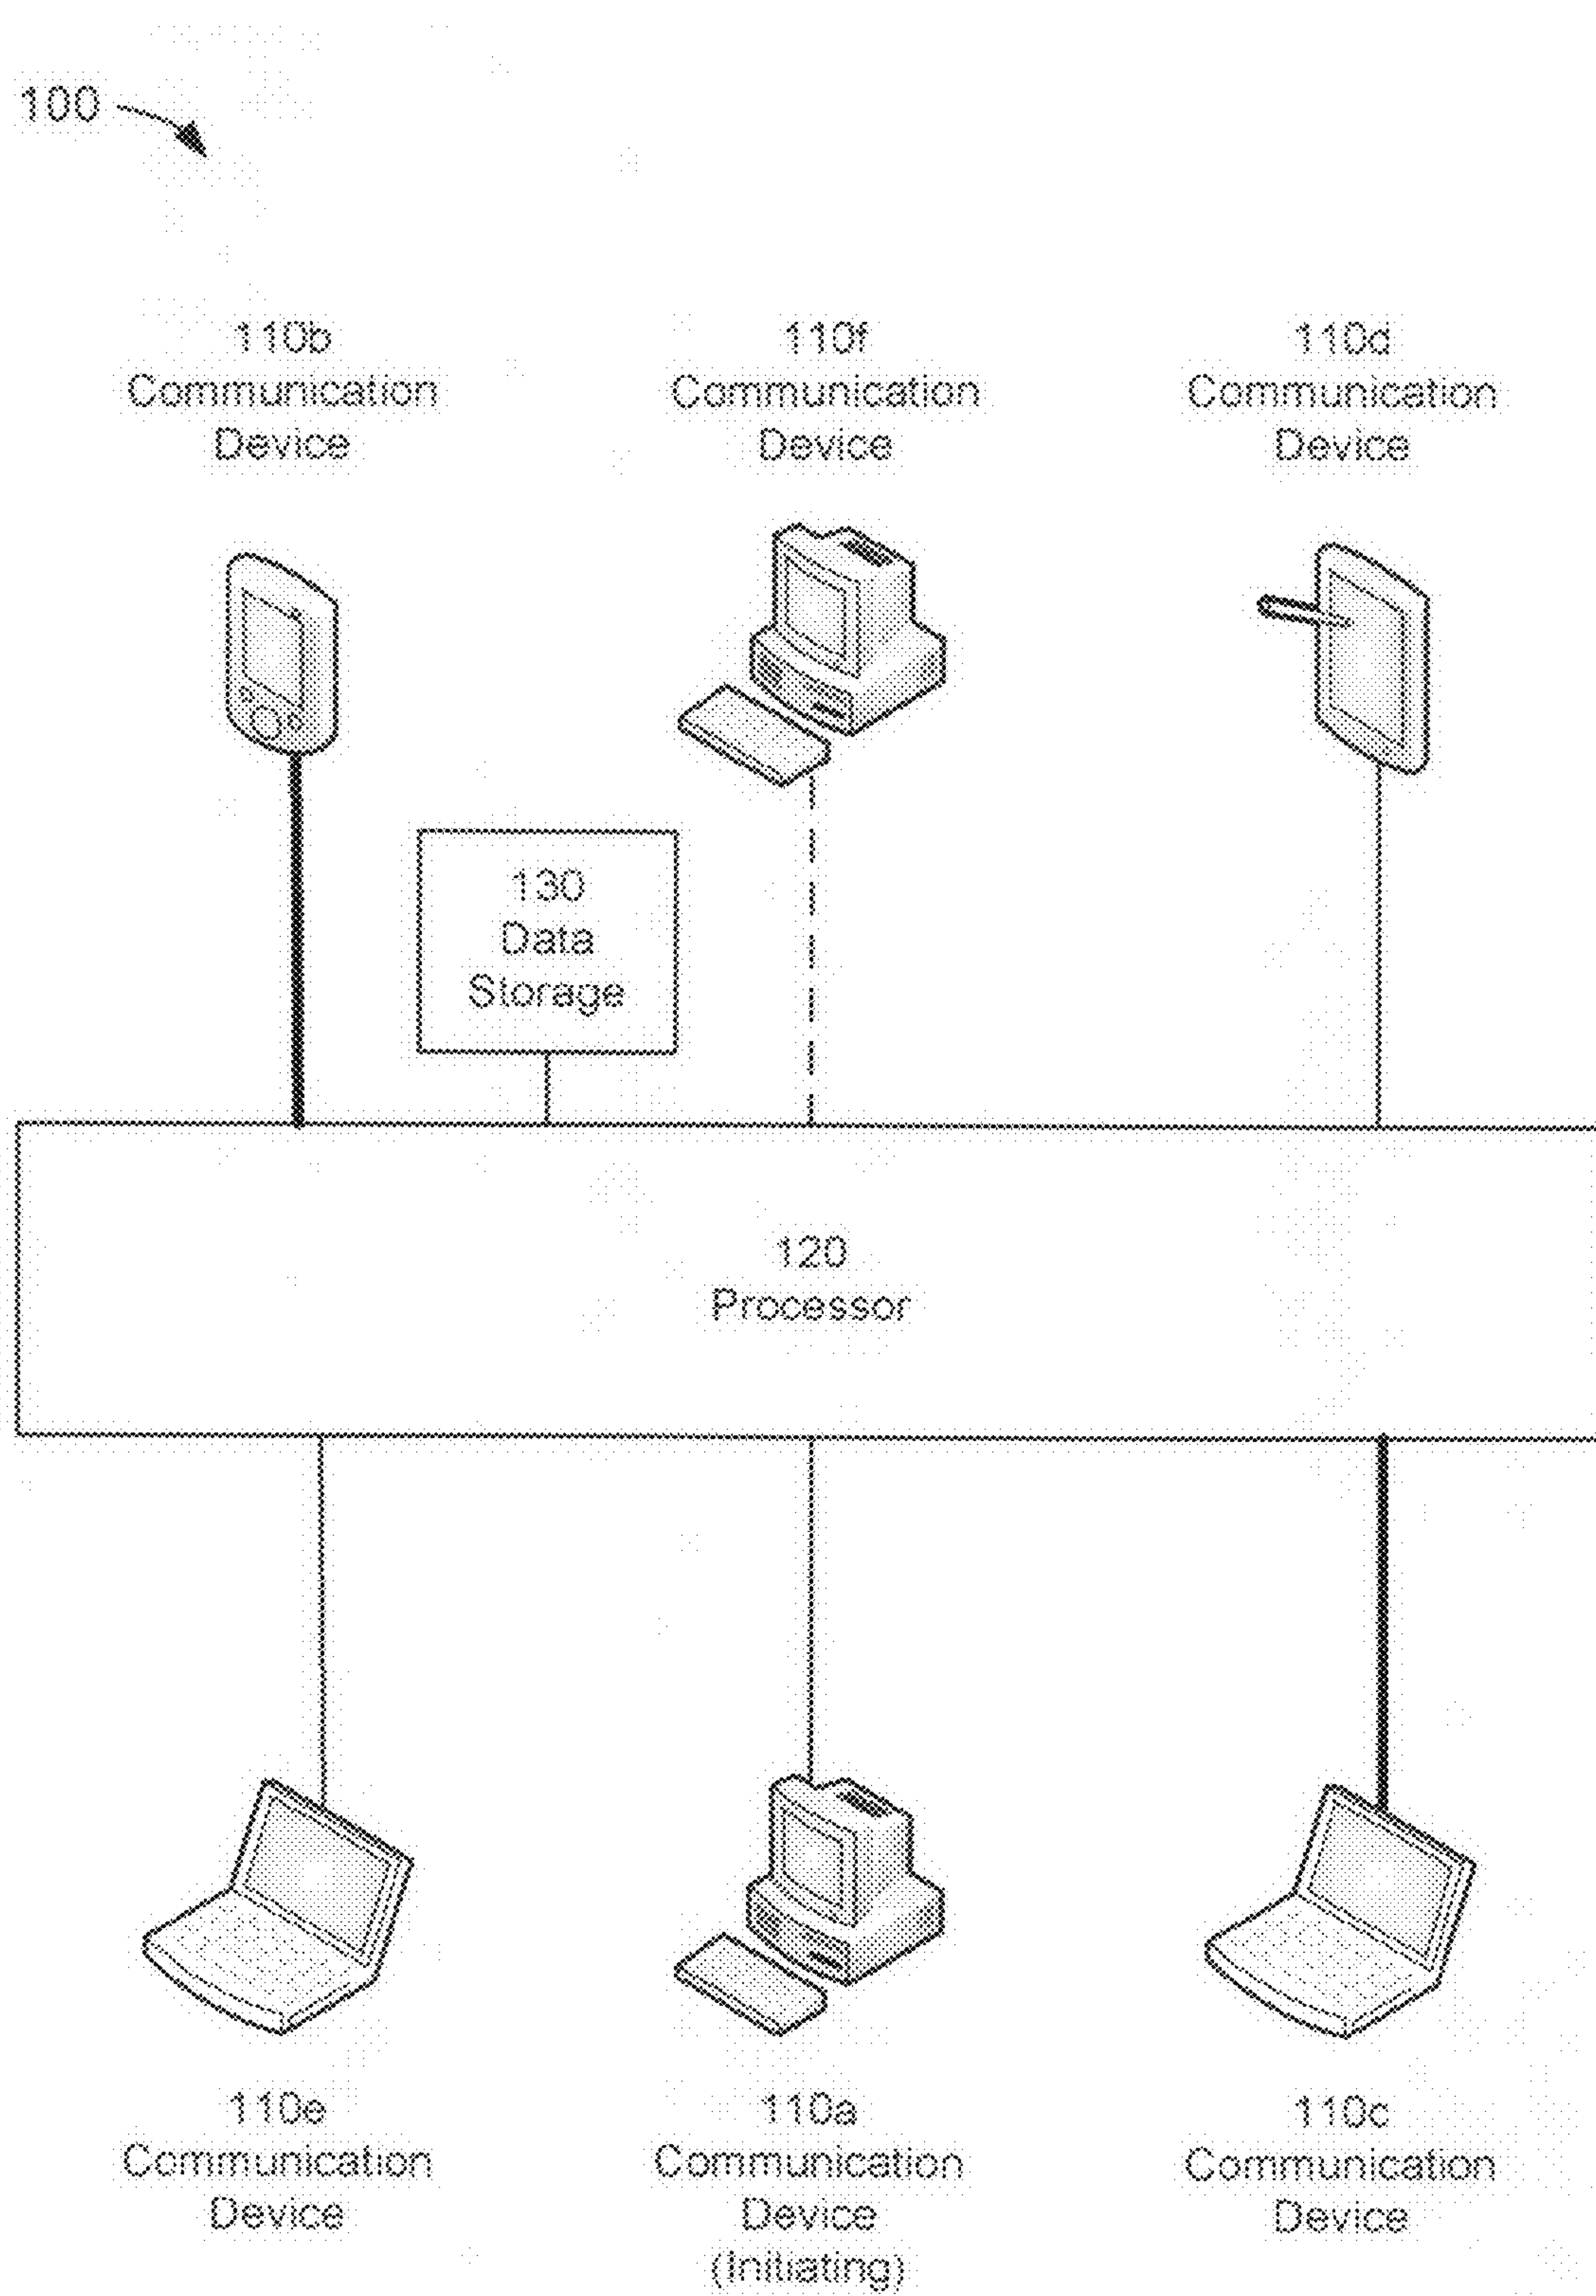 100
110b
Communication
Device
110f
Communication
Device
110d
Communication
Device
130
Data
Storage
120
Processor
110e
Communication
Device
110a
Communication
Device
(Initiating)
110c
Communication
Device